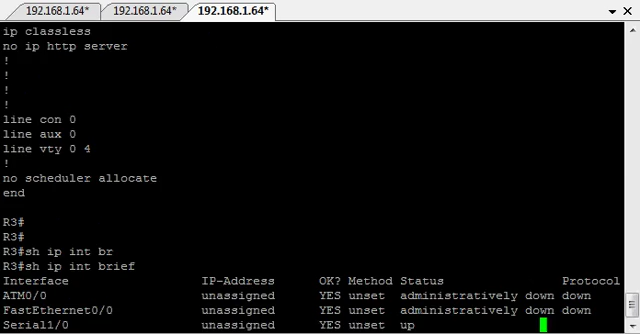 192.168.1.64* 192.168.1.64* 192.168.1.64*
ip classless
no ip http server
!
!
!
!
line con 0
line aux 0
line vty 0 4
!
no scheduler allocate
end
R3#
R3#
R3#sh ip int br
R3#sh ip int brief
Interface IP-Address OK? Method Status Protocol
ATM0/0 unassigned YES unset administratively down down
FastEthernet0/0 unassigned YES unset administratively down down
Serial1/0 unassigned YES unset up